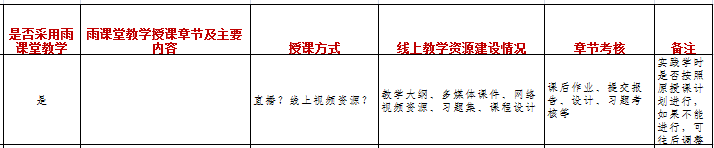 是否采用雨
课堂教学
雨课堂教学授课章节及主要
内容
授课方式
线上教学资源建设情况
章节考核
备注
是
直播？线上视频资源？
教学大纲、多媒体课件、网络
视频资源、习题集、课程设计
课后作业、提交报
告、设计、习题考
核等
实践学时
是否按照
原授课计
划进行，
如果不能
进行，可
往后调整